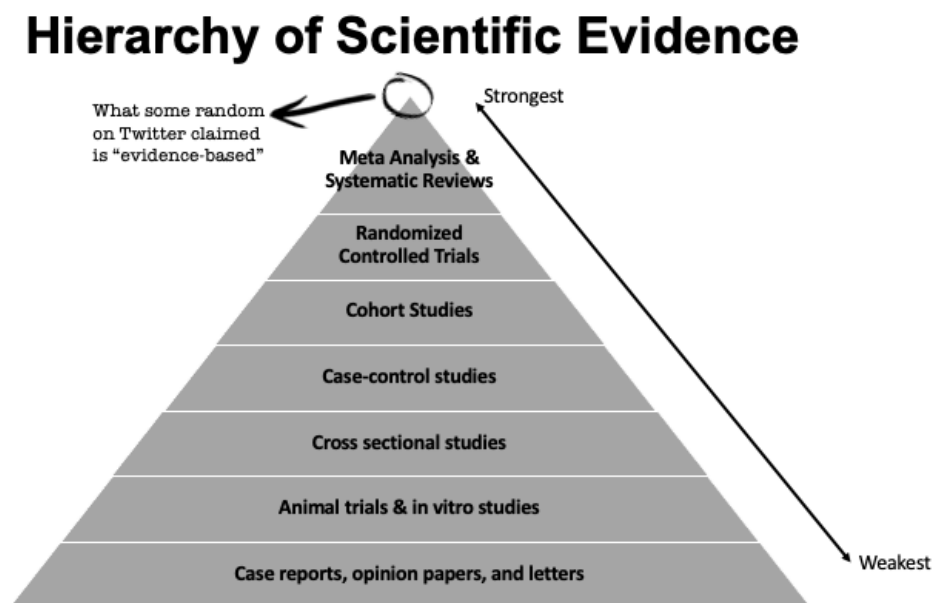 Hierarchy of Scientific Evidence
What some random
on Twitter claimed
is “evidence-based”
Strongest
Meta Analysis &
Systematic Reviews
Randomized
Controlled Trials
Cohort Studies
Case-control studies
Cross sectional studies
Animal trials & in vitro studies
Case reports, opinion papers, and letters
Weakest